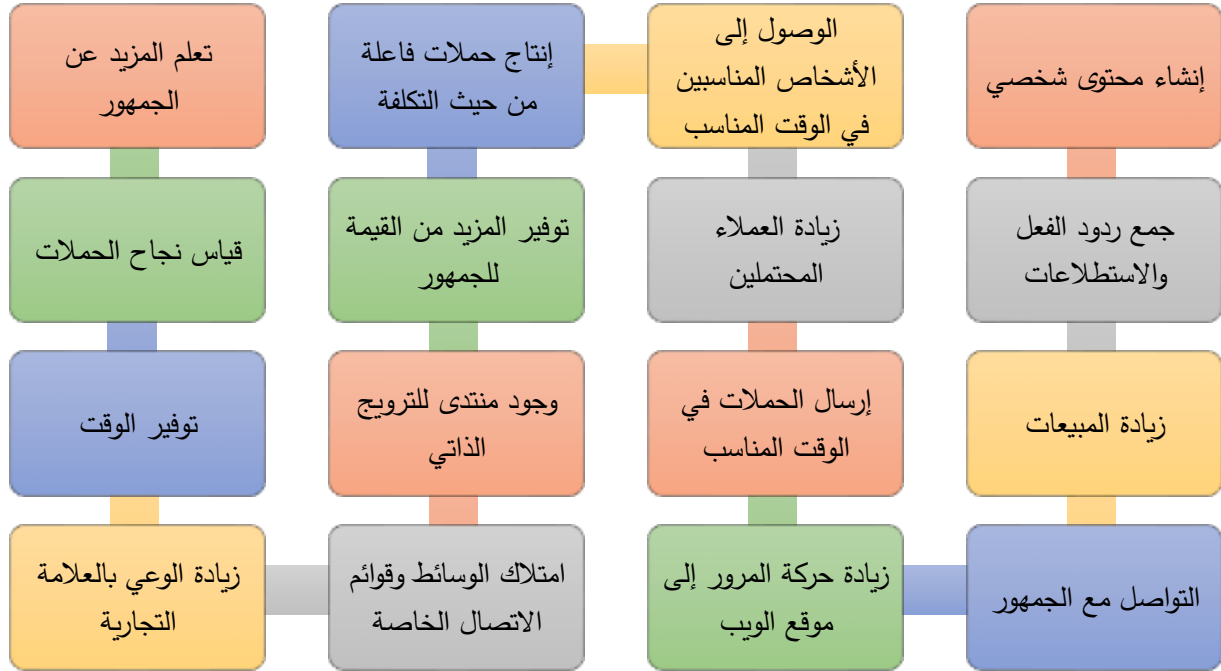 إنشاء محتوى شخصي
جمع ردود الفعل
والاستطلاعات
زيادة المبيعات
التواصل مع الجمهور
زيادة حركة المرور إلى
موقع الويب
إرسال الحملات في
الوقت المناسب
زيادة العملاء
المحتملين
الوصول إلى
الأشخاص المناسبين
في الوقت المناسب
إنتاج حملات فاعلة
من حيث التكلفة
توفير المزيد من القيمة
للجمهور
وجود منتدى للترويج
الذاتي
امتلاك الوسائط وقوائم
الاتصال الخاصة
زيادة الوعي بالعلامة
التجارية
توفير الوقت
قياس نجاح الحملات
تعلم المزيد عن
الجمهور